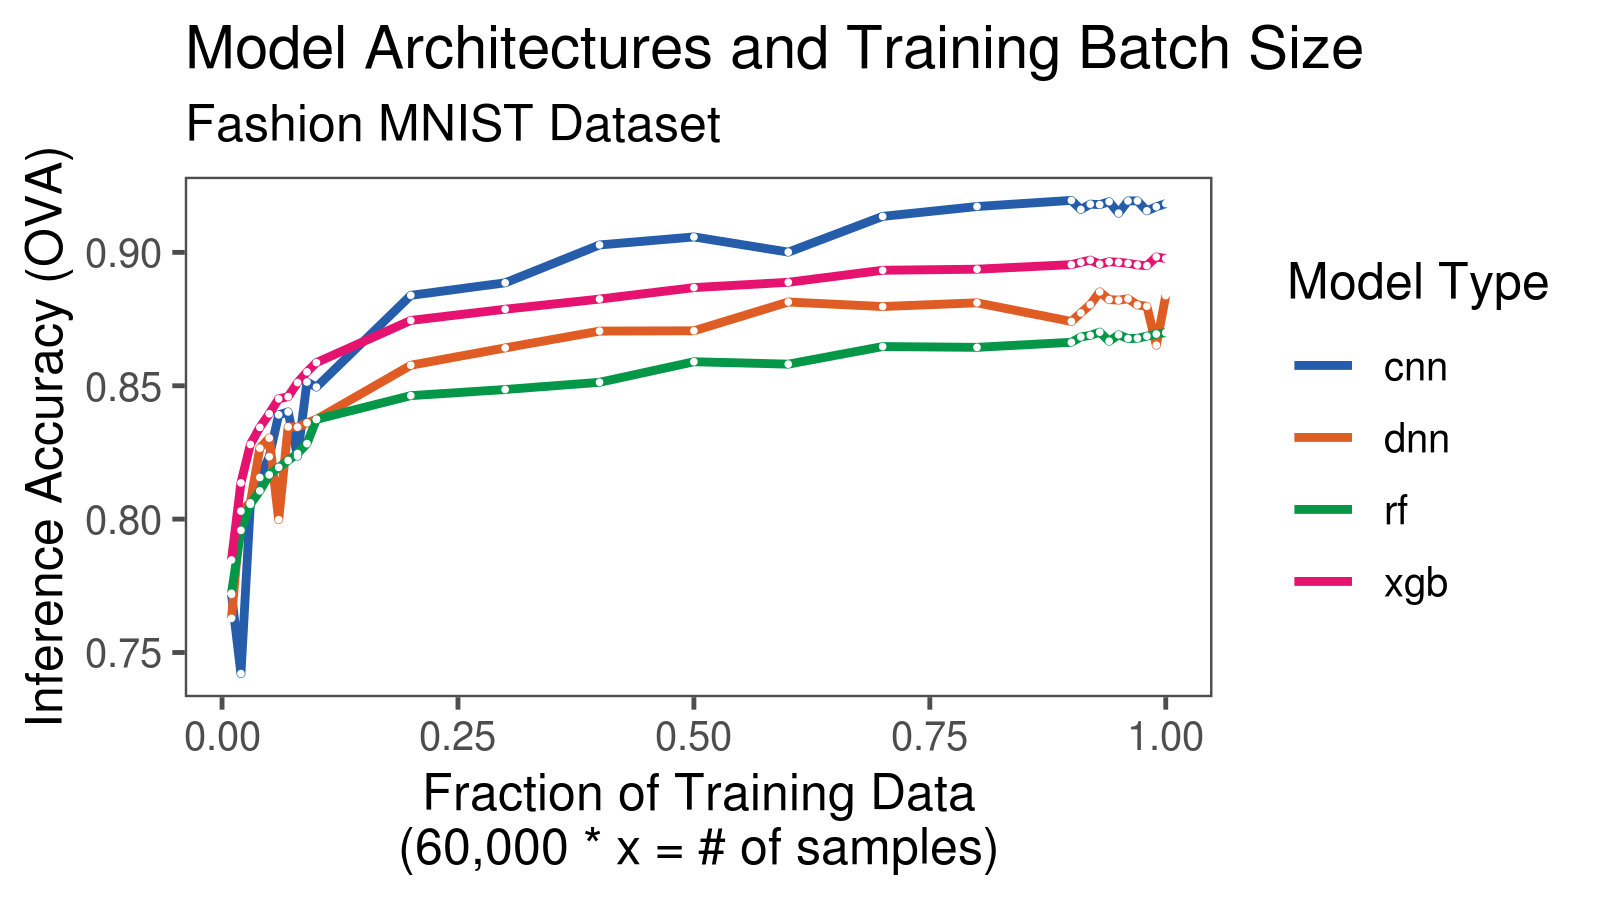 Model Architectures and Training Batch Size
Fashion MNIST Dataset
Inference Accuracy (OVA)
0.90
0.85
0.80
0.75
0.00 0.25 0.50 0.75 1.00
Fraction of Training Data
(60,000 * x = # of samples)
Model Type
cnn
dnn
rf
xgb